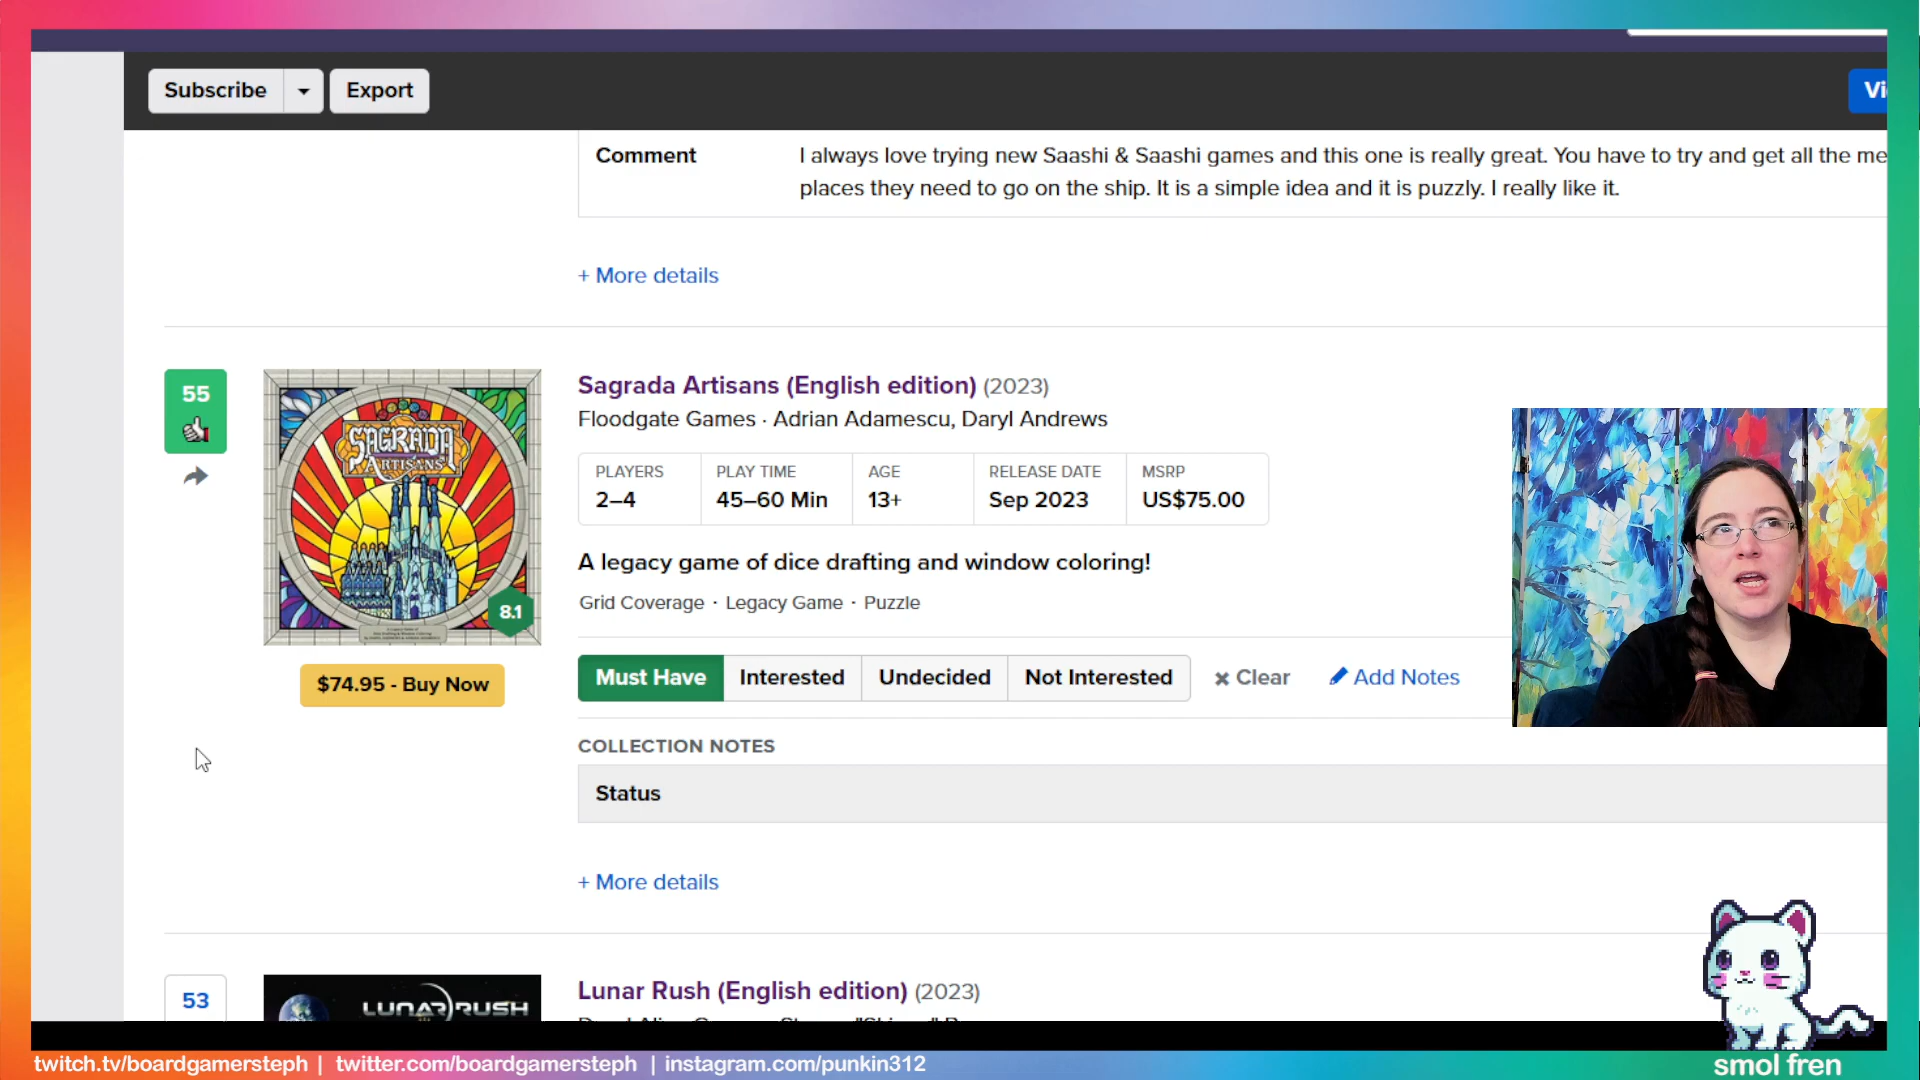 Subscribe
Export
Vi
Comment
I always love trying new Saashi & Saashi games and this one is really great. You have to try and get all the me
places they need to go on the ship. It is a simple idea and it is puzzly. I really like it.
+ More details
55
SAGRADA
ARTISANS
8.1
$74.95 - Buy Now
Sagrada Artisans (English edition) (2023)
Floodgate Games · Adrian Adamescu, Daryl Andrews
PLAYERS
2–4
PLAY TIME
45–60 Min
AGE
13+
RELEASE DATE
Sep 2023
MSRP
US$75.00
A legacy game of dice drafting and window coloring!
Grid Coverage · Legacy Game · Puzzle
Must Have
Interested
Undecided
Not Interested
Clear
Add Notes
COLLECTION NOTES
Status
+ More details
53
LUNAR RUSH
Lunar Rush (English edition) (2023)
twitch.tv/boardgamersteph | twitter.com/boardgamersteph | instagram.com/punkin312
smol fren